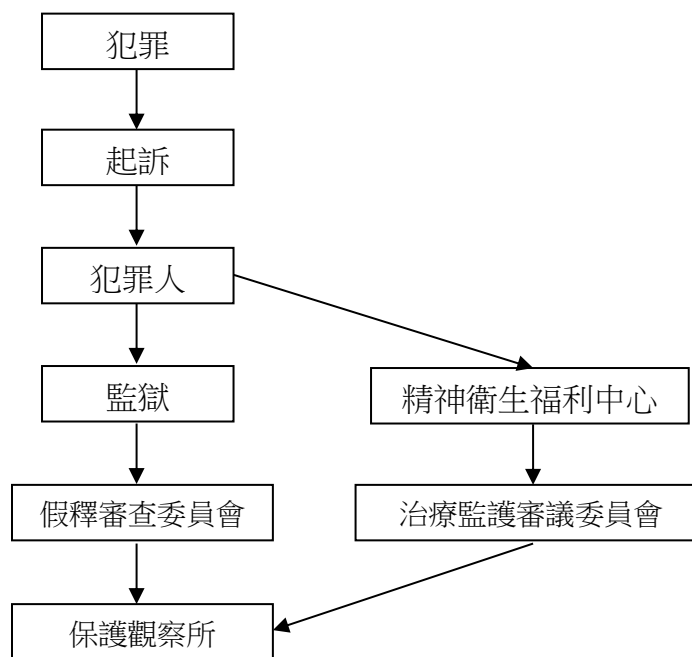 犯罪
起訴
犯罪人
監獄
精神衛生福利中心
假釋審查委員會
治療監護審議委員會
保護觀察所